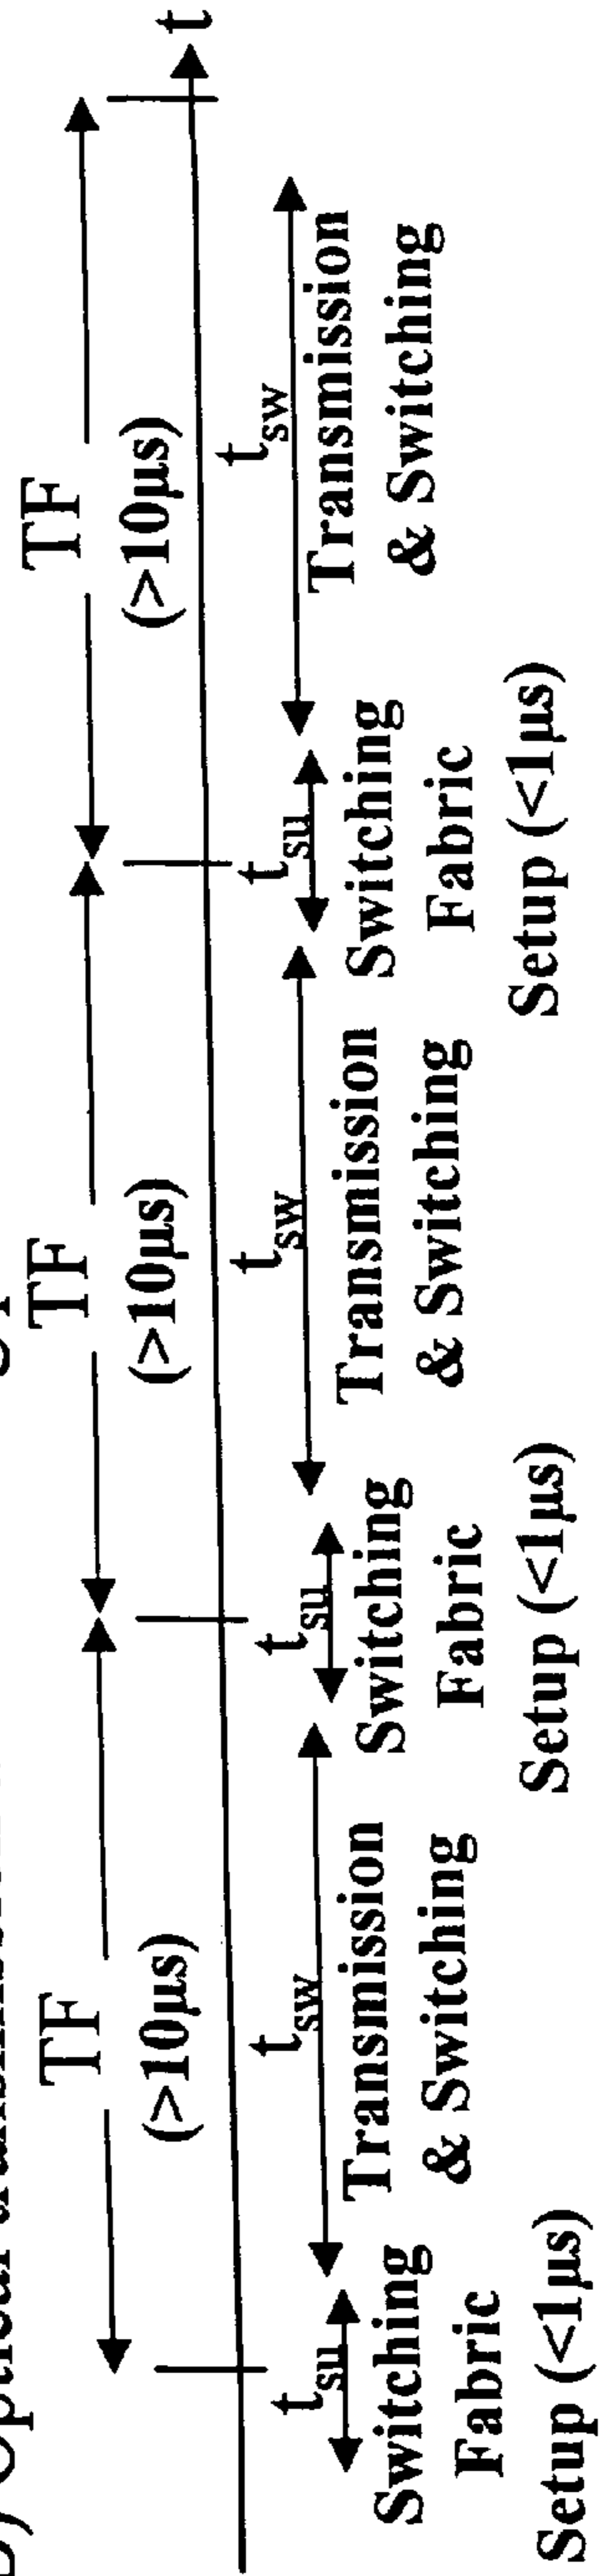 Optical
TF TF TF
(>10µs) (>10µs) (>10µs) t
t_su t_sw t_su t_sw t_su t_sw
Switching Transmission Switching Transmission Switching Transmission
Fabric & Switching Fabric & Switching Fabric & Switching
Setup (<1µs) Setup (<1µs) Setup (<1µs)